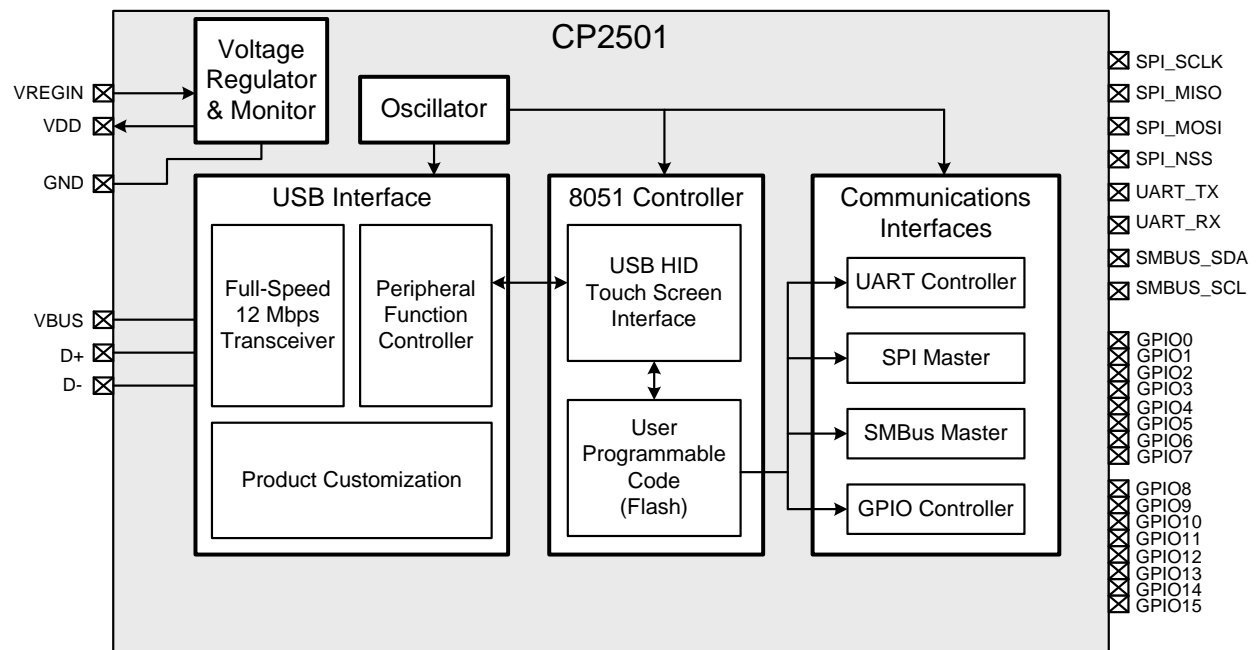 CP2501
Voltage
Regulator
& Monitor
Oscillator
VREGIN
VDD
GND
VBUS
D+
D-
USB Interface
Full-Speed
12 Mbps
Transceiver
Peripheral
Function
Controller
Product Customization
8051 Controller
USB HID
Touch Screen
Interface
User
Programmable
Code
(Flash)
Communications
Interfaces
UART Controller
SPI Master
SMBus Master
GPIO Controller
SPI_SCLK
SPI_MISO
SPI_MOSI
SPI_NSS
UART_TX
UART_RX
SMBUS_SDA
SMBUS_SCL
GPIO0
GPIO1
GPIO2
GPIO3
GPIO4
GPIO5
GPIO6
GPIO7
GPIO8
GPIO9
GPIO10
GPIO11
GPIO12
GPIO13
GPIO14
GPIO15